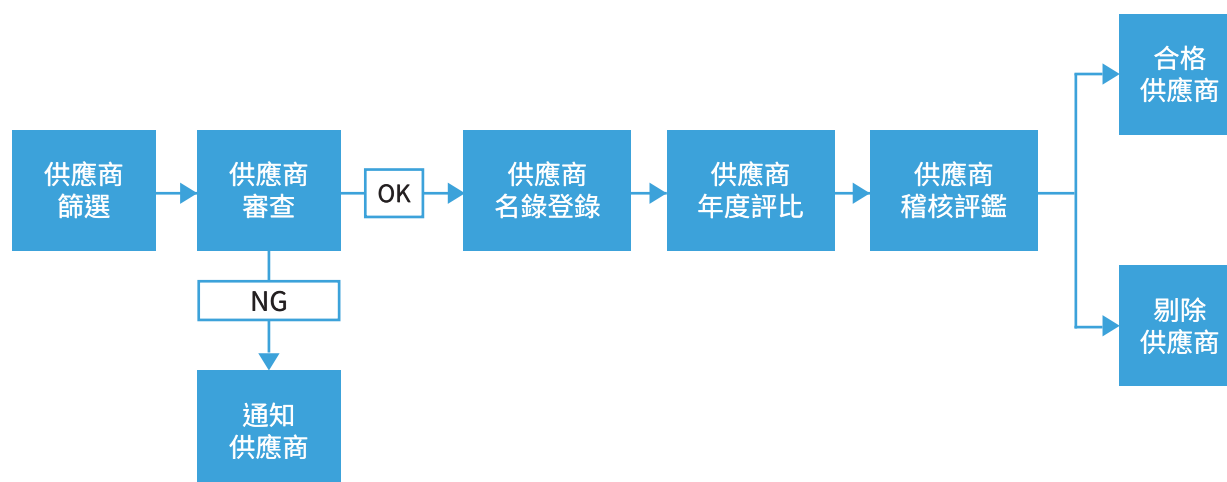 供應商
篩選
供應商
審查
OK
NG
通知
供應商
供應商
名錄登錄
供應商
年度評比
供應商
稽核評鑑
合格
供應商
剔除
供應商